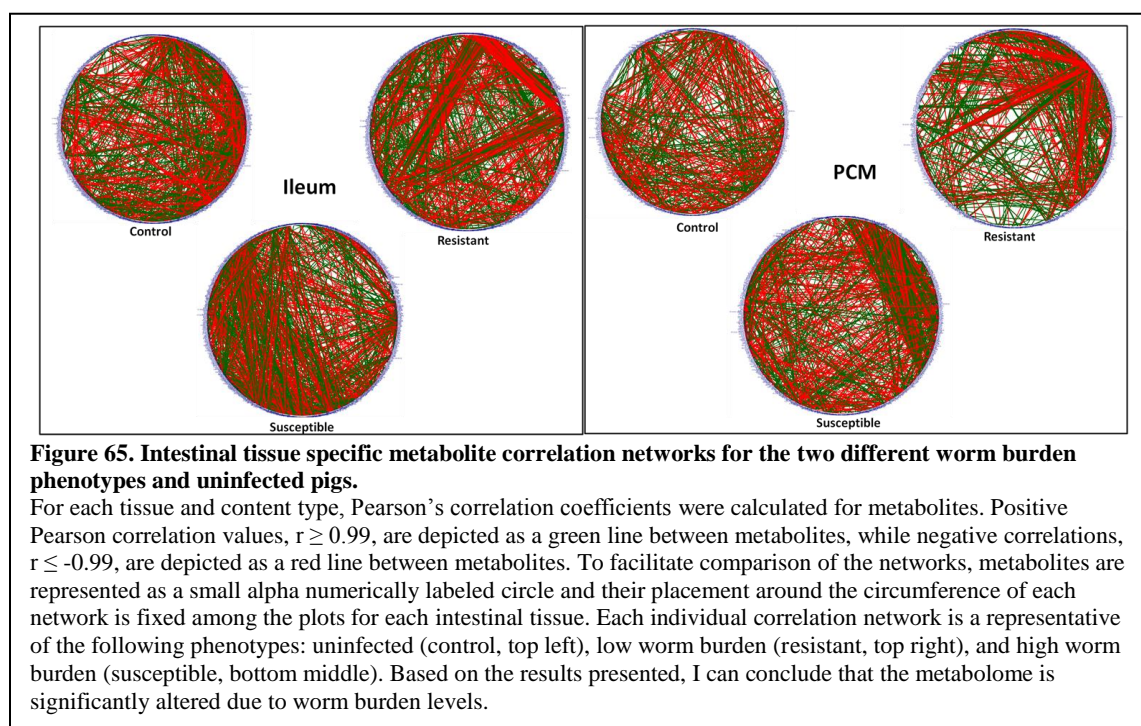 Ileum
Control
Resistant
Susceptible
PCM
Control
Resistant
Susceptible
Figure 65. Intestinal tissue specific metabolite correlation networks for the two different worm burden
phenotypes and uninfected pigs.
For each tissue and content type, Pearson’s correlation coefficients were calculated for metabolites. Positive
Pearson correlation values, r ≥ 0.99, are depicted as a green line between metabolites, while negative correlations,
r ≤ -0.99, are depicted as a red line between metabolites. To facilitate comparison of the networks, metabolites are
represented as a small alpha numerically labeled circle and their placement around the circumference of each
network is fixed among the plots for each intestinal tissue. Each individual correlation network is a representative
of the following phenotypes: uninfected (control, top left), low worm burden (resistant, top right), and high worm
burden (susceptible, bottom middle). Based on the results presented, I can conclude that the metabolome is
significantly altered due to worm burden levels.